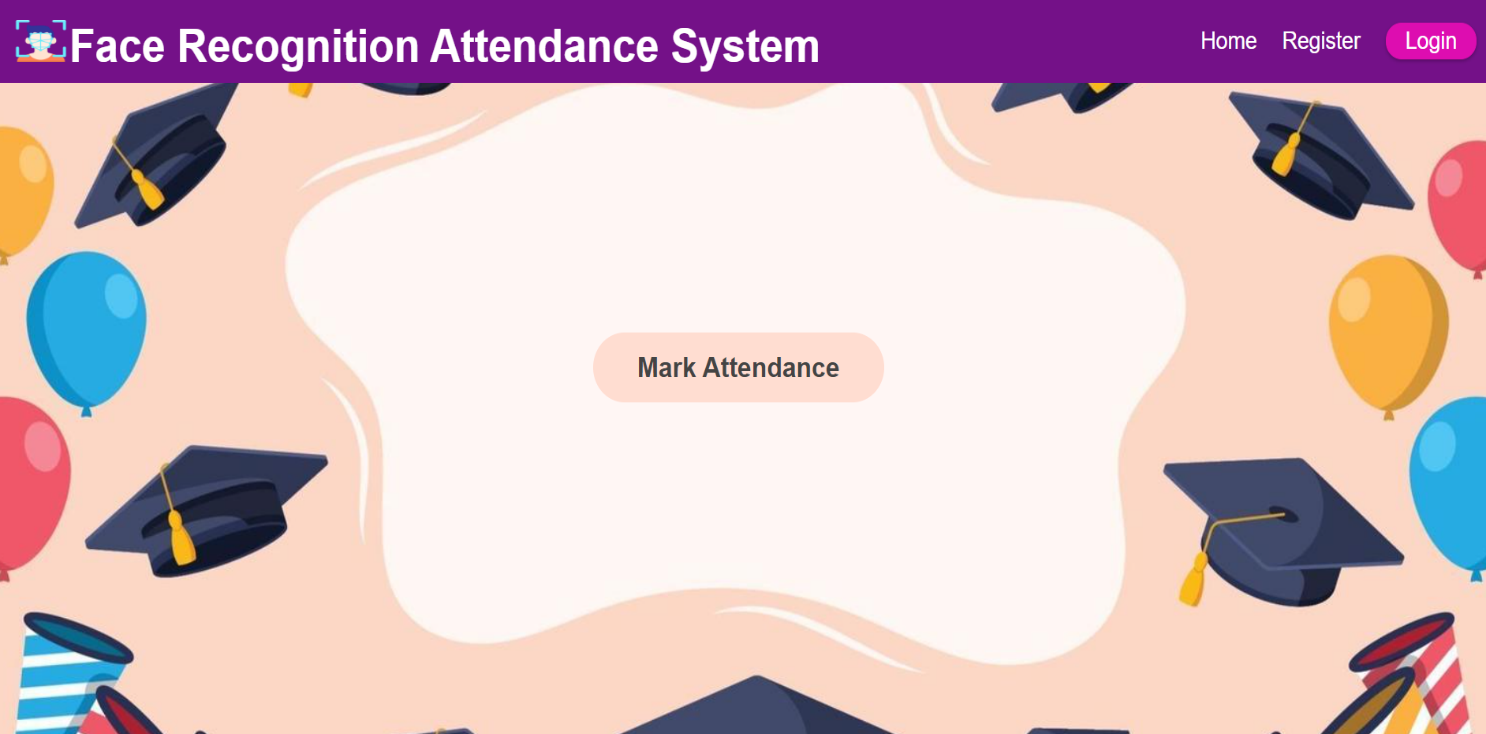 Face Recognition Attendance System
Home Register Login
Mark Attendance